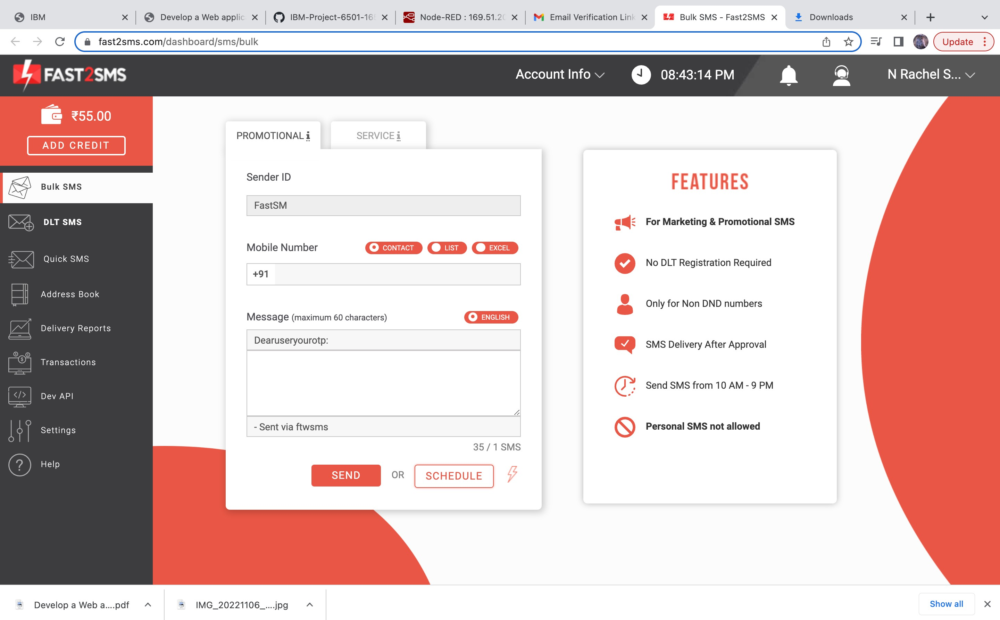 IBM
Develop a Web applic
IBM-Project-6501-165
Node-RED : 169.51.20
Email Verification Link
Bulk SMS - Fast2SMS
Downloads
fast2sms.com/dashboard/sms/bulk
Update
FAST2SMS
Account Info
08:43:14 PM
N Rachel S...
₹55.00
ADD CREDIT
Bulk SMS
DLT SMS
Quick SMS
Address Book
Delivery Reports
Transactions
Dev API
Settings
Help
PROMOTIONAL i
SERVICE i
Sender ID
FastSM
Mobile Number
CONTACT
LIST
EXCEL
+91
Message (maximum 60 characters)
ENGLISH
Dearuseryourotp:
- Sent via ftwsms
35 / 1 SMS
SEND
OR
SCHEDULE
FEATURES
For Marketing & Promotional SMS
No DLT Registration Required
Only for Non DND numbers
SMS Delivery After Approval
Send SMS from 10 AM - 9 PM
Personal SMS not allowed
Develop a Web a....pdf
IMG_20221106_....jpg
Show all